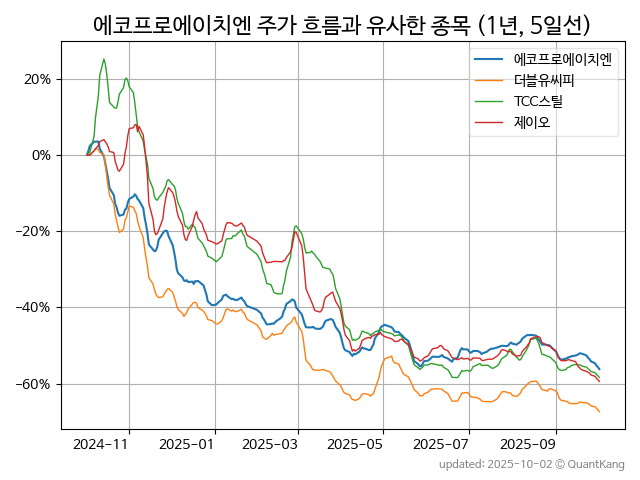 에코프로에이치엔 주가 흐름과 유사한 종목 (1년, 5일선)
에코프로에이치엔
더블유씨피
TCC스틸
제이오
20%
0%
−20%
−40%
−60%
2024-11
2025-01
2025-03
2025-05
2025-07
2025-09
updated: 2025-10-02 © QuantKang